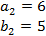 a₂ = 6
b₂ = 5